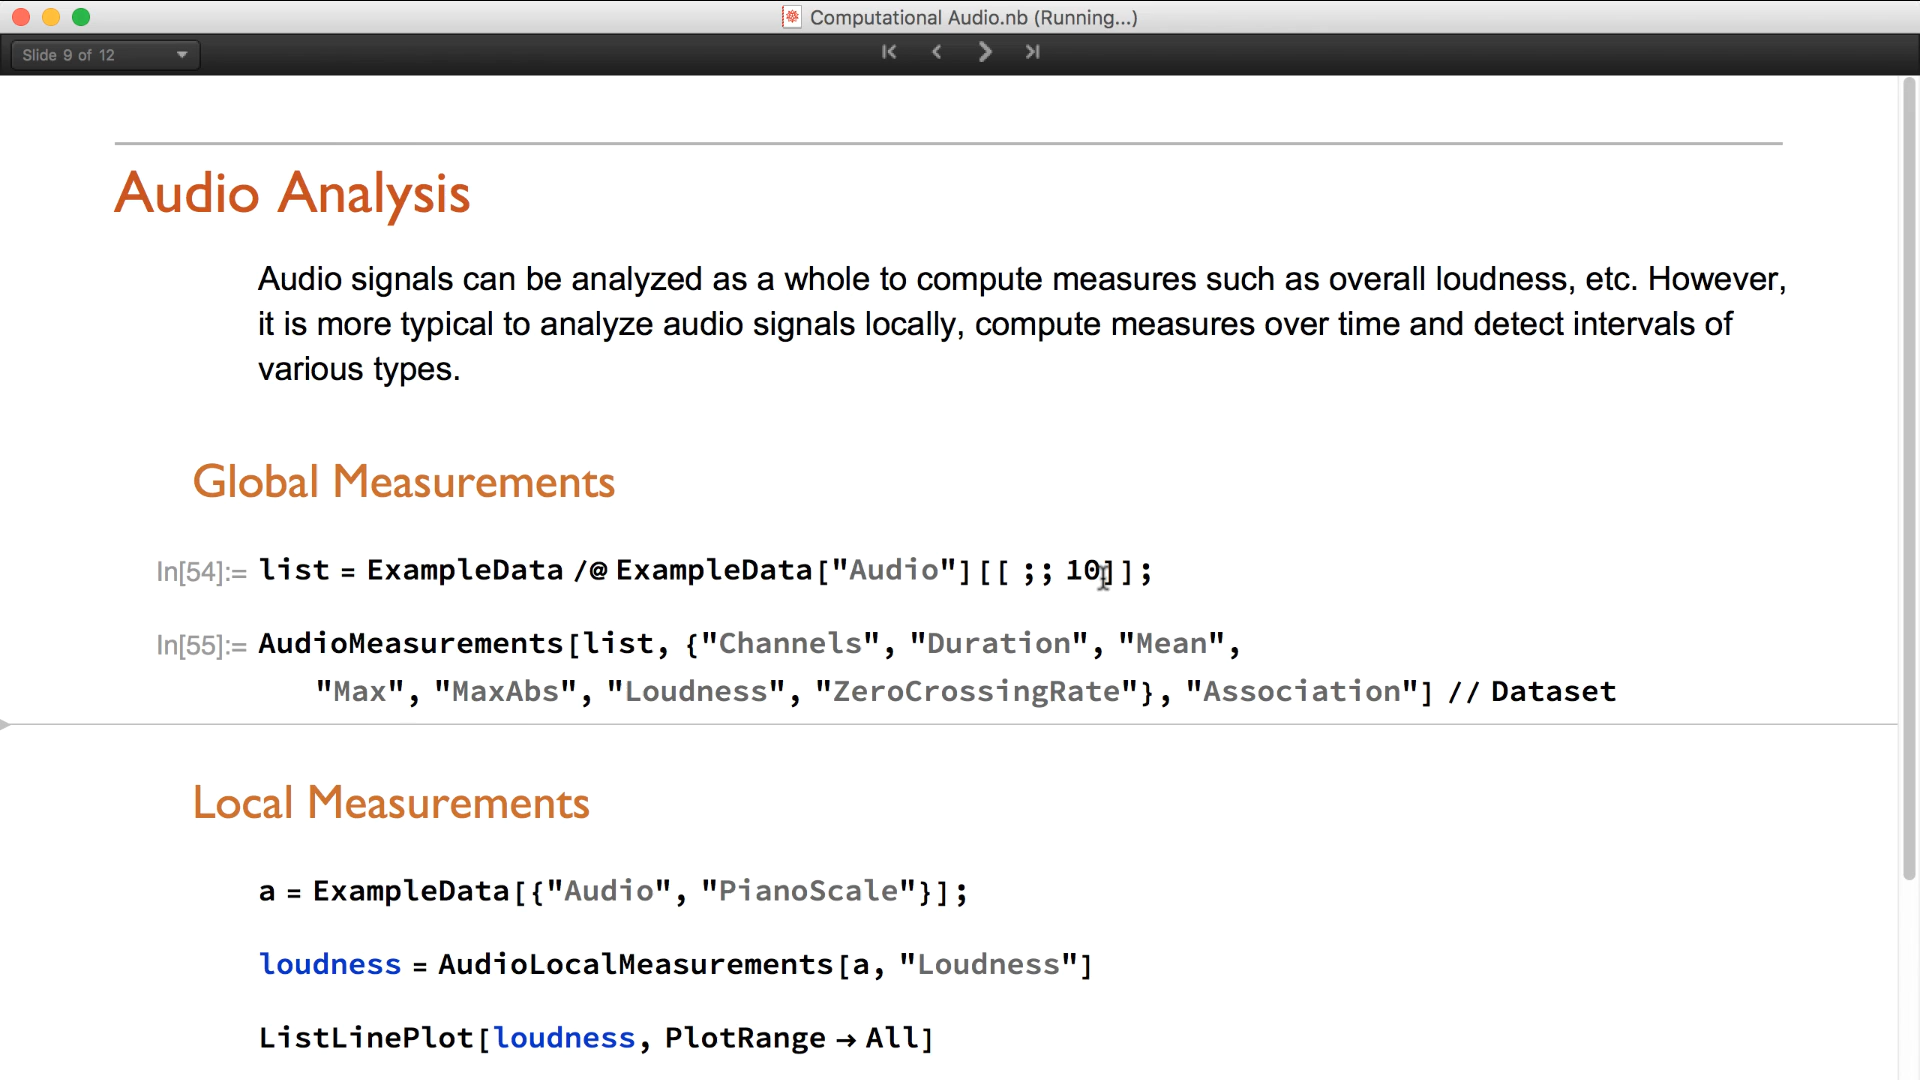 Computational Audio.nb (Running...)
Slide 9 of 12
Audio Analysis
Audio signals can be analyzed as a whole to compute measures such as overall loudness, etc. However,
it is more typical to analyze audio signals locally, compute measures over time and detect intervals of
various types.
Global Measurements
In[54]:= list = ExampleData /@ ExampleData["Audio"][[ ;; 10]];
In[55]:= AudioMeasurements[list, {"Channels", "Duration", "Mean",
"Max", "MaxAbs", "Loudness", "ZeroCrossingRate"}, "Association"] // Dataset
Local Measurements
a = ExampleData[{"Audio", "PianoScale"}];
loudness = AudioLocalMeasurements[a, "Loudness"]
ListLinePlot[loudness, PlotRange → All]